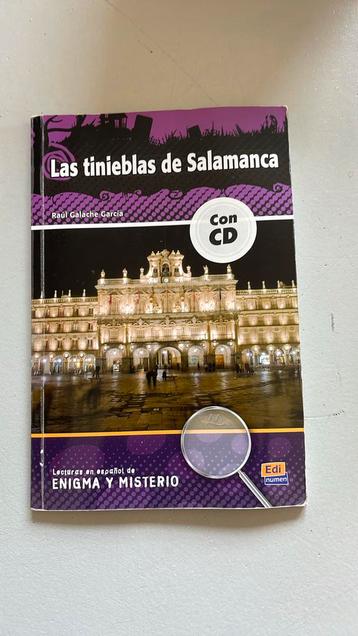 Las tinieblas de Salamanca
Raúl Galache García
Con
CD
Lecturas en español de
ENIGMA Y MISTERIO
Edi
numen